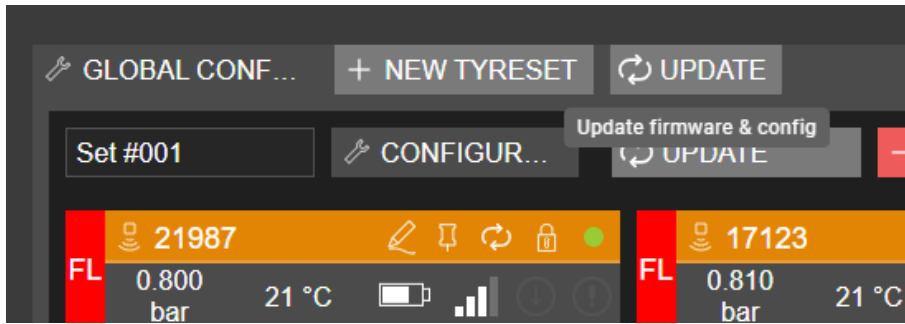 GLOBAL CONF... + NEW TYRESET UPDATE
Update firmware & config
Set #001 CONFIGUR... UPDATE
21987 17123
FL 0.800 bar 21 °C FL 0.810 bar 21 °C